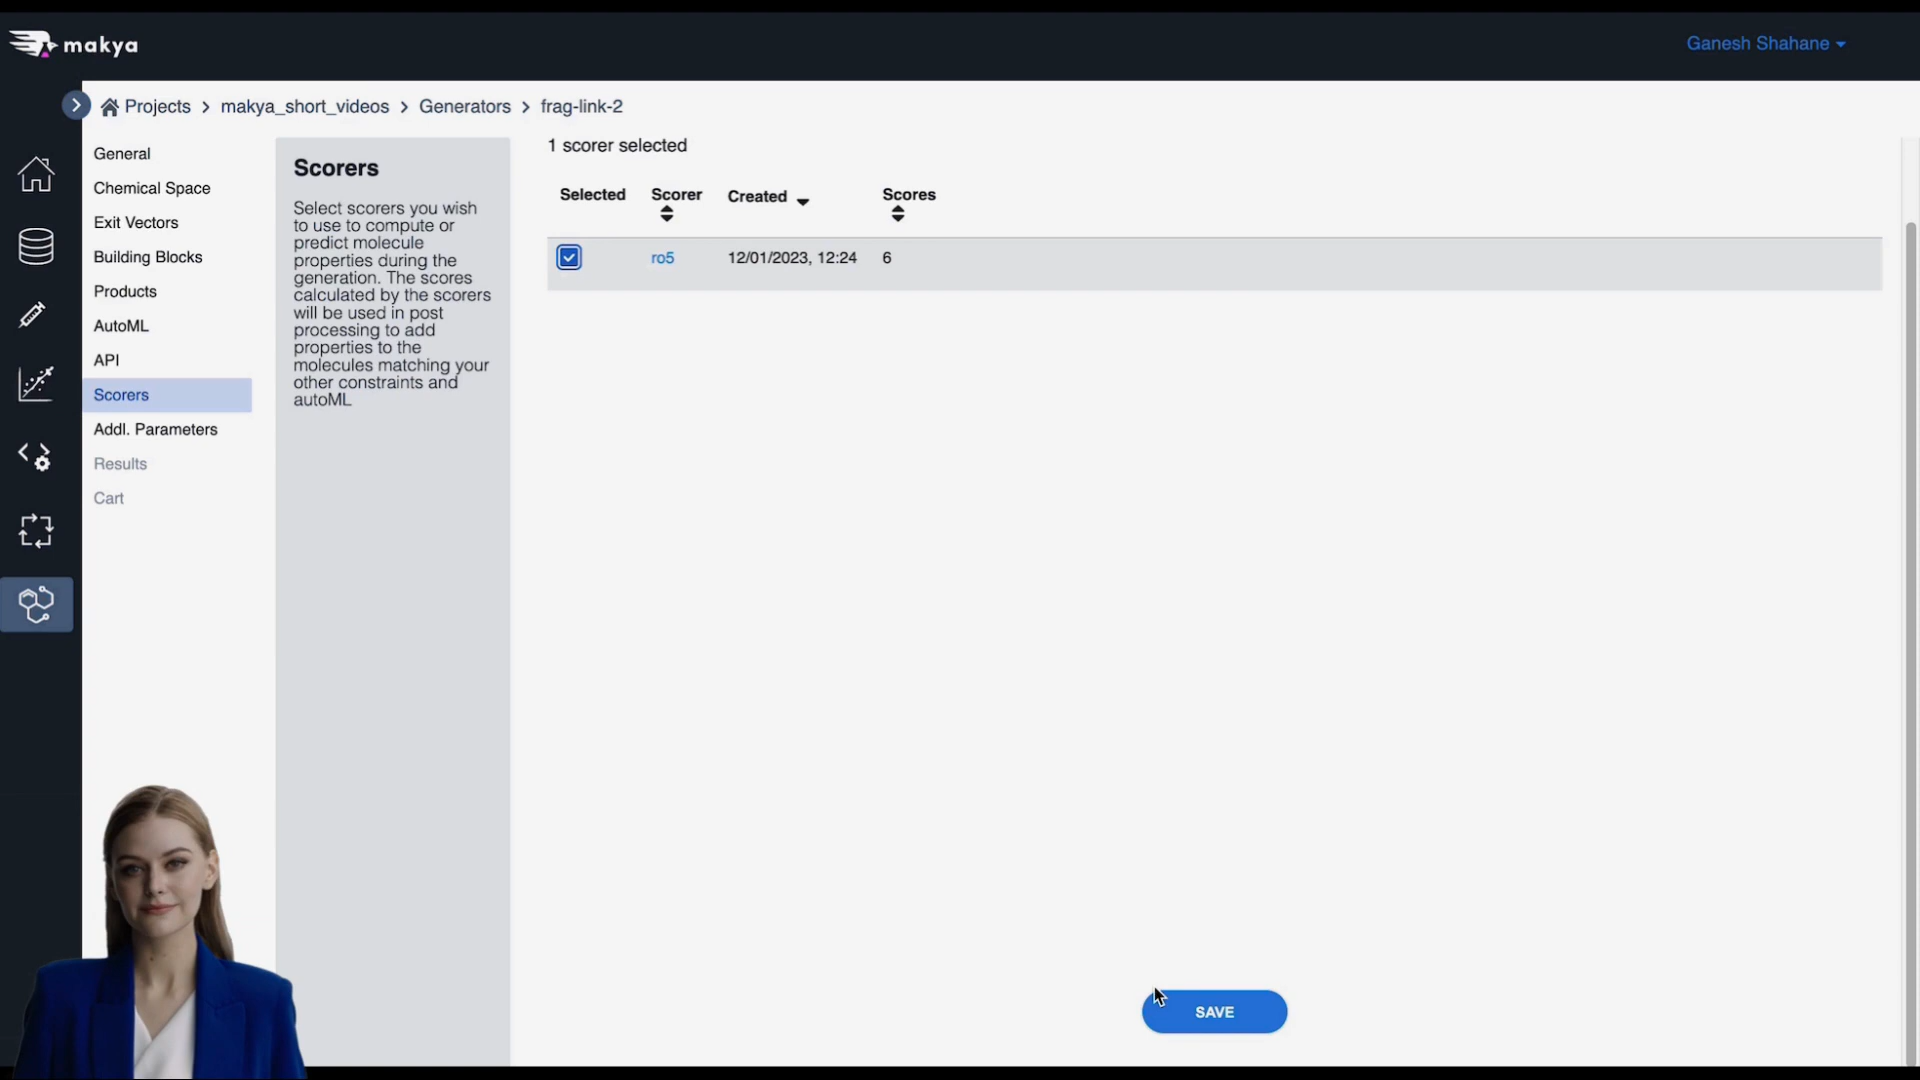 makya
Ganesh Shahane
Projects > makya_short_videos > Generators > frag-link-2
General
Chemical Space
Exit Vectors
Building Blocks
Products
AutoML
API
Scorers
Addl. Parameters
Results
Cart
Scorers
Select scorers you wish
to use to compute or
predict molecule
properties during the
generation. The scores
calculated by the scorers
will be used in post
processing to add
properties to the
molecules matching your
other constraints and
autoML
1 scorer selected
Selected Scorer Created Scores
ro5 12/01/2023, 12:24 6
SAVE